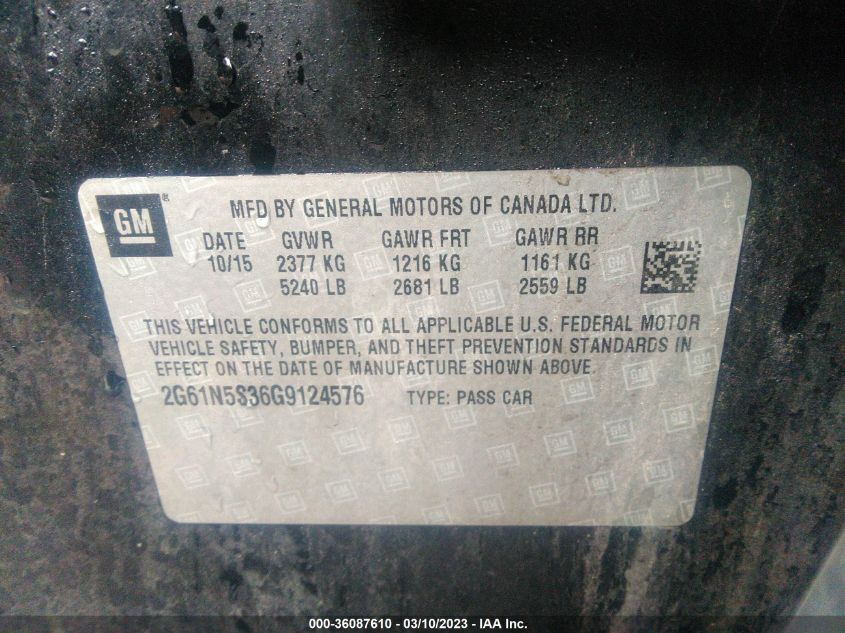 GM
MFD BY GENERAL MOTORS OF CANADA LTD.
DATE GVWR GAWR FRT GAWR RR
10/15 2377 KG 1216 KG 1161 KG
5240 LB 2681 LB 2559 LB
THIS VEHICLE CONFORMS TO ALL APPLICABLE U.S. FEDERAL MOTOR
VEHICLE SAFETY, BUMPER, AND THEFT PREVENTION STANDARDS IN
EFFECT ON THE DATE OF MANUFACTURE SHOWN ABOVE.
2G61N5S36G9124576 TYPE: PASS CAR
000-36087610 - 03/10/2023 - IAA Inc.